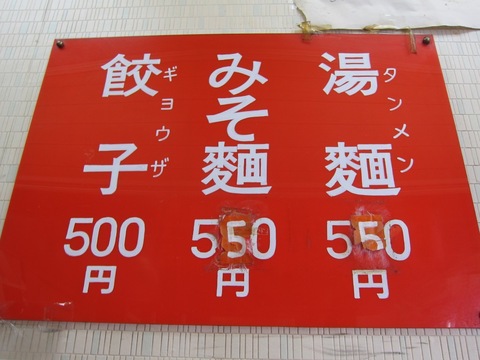 湯麺 タンメン
550円
みそ麺
550円
餃子 ギョウザ
500円